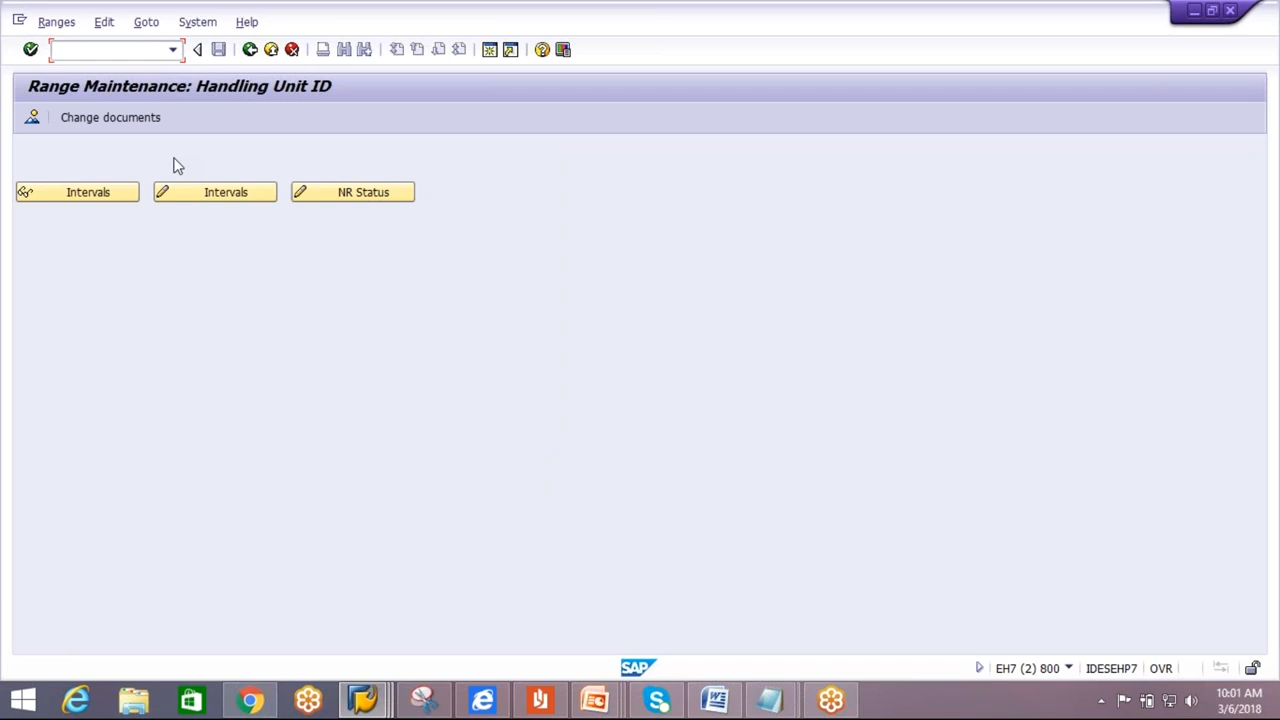 Ranges Edit Goto System Help
Range Maintenance: Handling Unit ID
Change documents
Intervals Intervals NR Status
SAP EH7 (2) 800 IDESEHP7 OVR
10:01 AM
3/6/2018